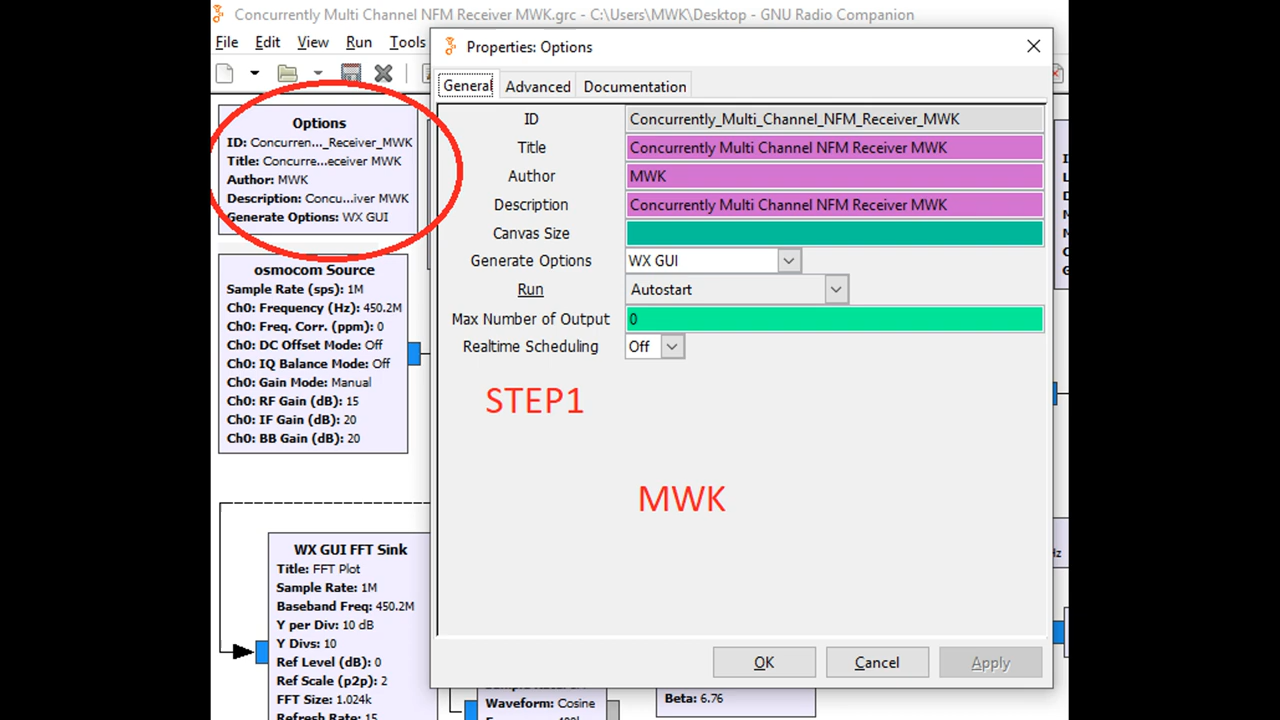 Concurrently Multi Channel NFM Receiver MWK.grc - C:\Users\MWK\Desktop - GNU Radio Companion
File Edit View Run Tools
Properties: Options
General Advanced Documentation
ID Concurrently_Multi_Channel_NFM_Receiver_MWK
Title Concurrently Multi Channel NFM Receiver MWK
Author MWK
Description Concurrently Multi Channel NFM Receiver MWK
Canvas Size
Generate Options WX GUI
Run Autostart
Max Number of Output 0
Realtime Scheduling Off
STEP1
MWK
OK Cancel Apply
Options
ID: Concurren..._Receiver_MWK
Title: Concurre...eceiver MWK
Author: MWK
Description: Concu...iver MWK
Generate Options: WX GUI
osmocom Source
Sample Rate (sps): 1M
Ch0: Frequency (Hz): 450.2M
Ch0: Freq. Corr. (ppm): 0
Ch0: DC Offset Mode: Off
Ch0: IQ Balance Mode: Off
Ch0: Gain Mode: Manual
Ch0: RF Gain (dB): 15
Ch0: IF Gain (dB): 20
Ch0: BB Gain (dB): 20
WX GUI FFT Sink
Title: FFT Plot
Sample Rate: 1M
Baseband Freq: 450.2M
Y per Div: 10 dB
Y Divs: 10
Ref Level (dB): 0
Ref Scale (p2p): 2
FFT Size: 1.024k
Refresh Rate: 15
Waveform: Cosine
Beta: 6.76